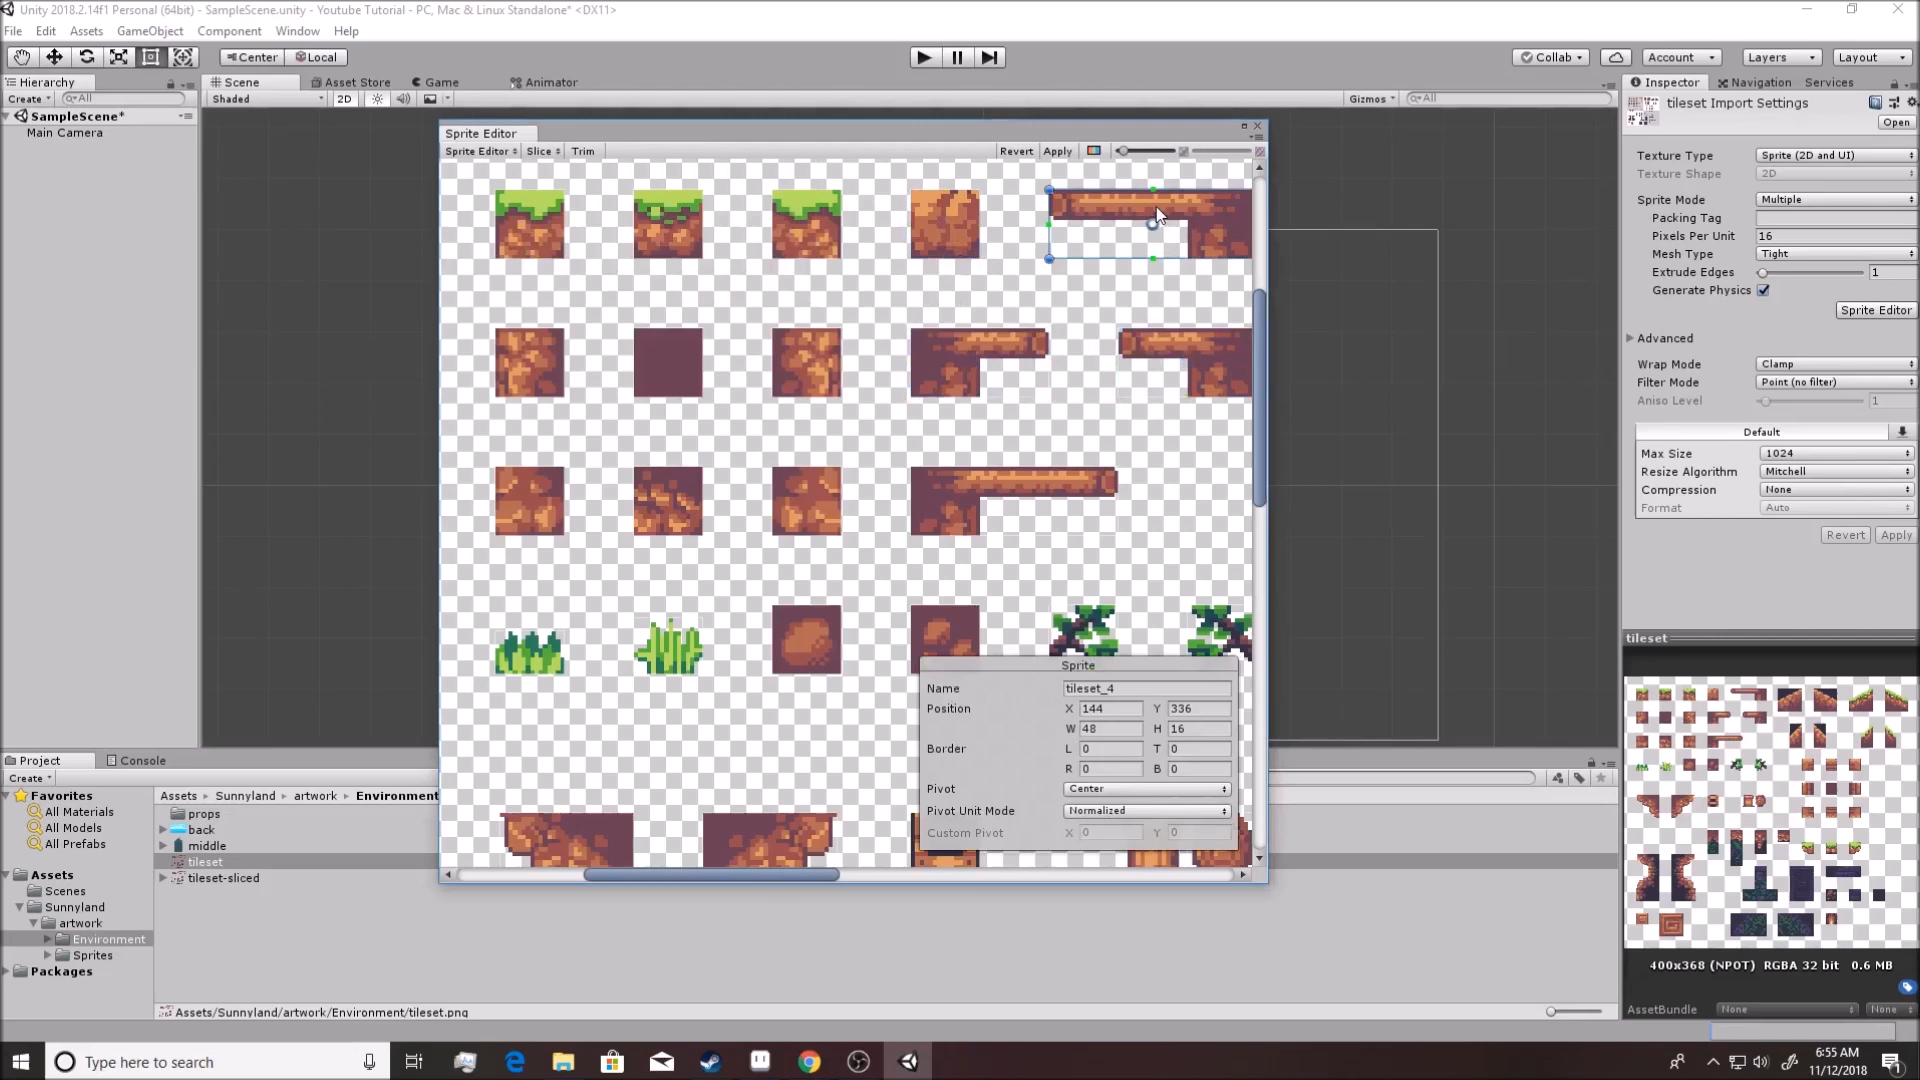 Unity 2018.2.14f1 Personal (64bit) - SampleScene.unity - Youtube Tutorial - PC, Mac & Linux Standalone* <DX11>
File Edit Assets GameObject Component Window Help
Center Local Collab Account Layers Layout
Hierarchy Scene Asset Store Game Animator Inspector Navigation Services
Create All Shaded 2D Gizmos All
SampleScene*
Main Camera
tileset Import Settings
Open
Sprite Editor
Sprite Editor Slice Trim Revert Apply
Texture Type Sprite (2D and UI)
Texture Shape 2D
Sprite Mode Multiple
Packing Tag
Pixels Per Unit 16
Mesh Type Tight
Extrude Edges 1
Generate Physics
Sprite Editor
Advanced
Wrap Mode Clamp
Filter Mode Point (no filter)
Aniso Level 1
Default
Max Size 1024
Resize Algorithm Mitchell
Compression None
Format Auto
Revert Apply
tileset
Sprite
Name tileset_4
Position X 144 Y 336
W 48 H 16
Border L 0 T 0
R 0 B 0
Pivot Center
Pivot Unit Mode Normalized
Custom Pivot X 0 Y 0
Project Console
Create
Favorites
All Materials
All Models
All Prefabs
Assets
Scenes
Sunnyland
artwork
Environment
Sprites
Packages
Assets Sunnyland artwork Environment
props
back
middle
tileset
tileset-sliced
Assets/Sunnyland/artwork/Environment/tileset.png
400x368 (NPOT) RGBA 32 bit 0.6 MB
AssetBundle None None
Type here to search
6:55 AM
11/12/2018
1